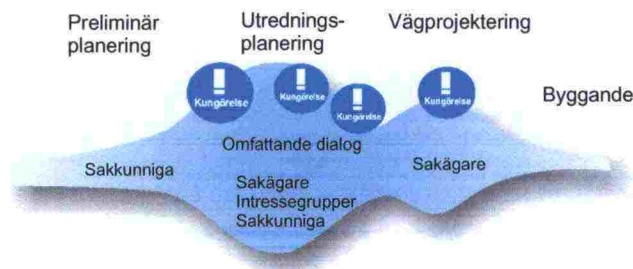 Preliminär
planering
Utrednings-
planering
Vägprojektering
Byggande
Kungörelse
Kungörelse
Kungörelse
Kungörelse
Omfattande dialog
Sakkunniga
Sakägare
Intressegrupper
Sakkunniga
Sakägare